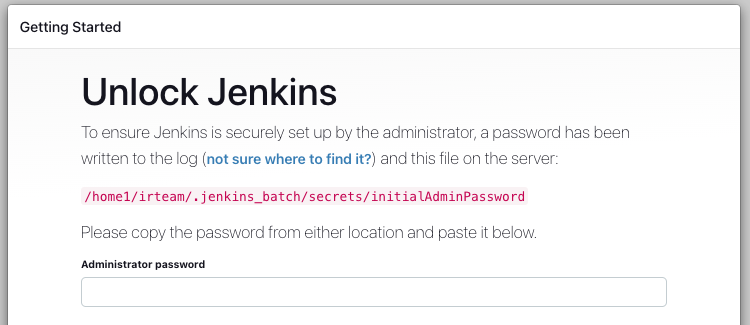 Getting Started
Unlock Jenkins
To ensure Jenkins is securely set up by the administrator, a password has been
written to the log (not sure where to find it?) and this file on the server:
/home1/irteam/.jenkins_batch/secrets/initialAdminPassword
Please copy the password from either location and paste it below.
Administrator password